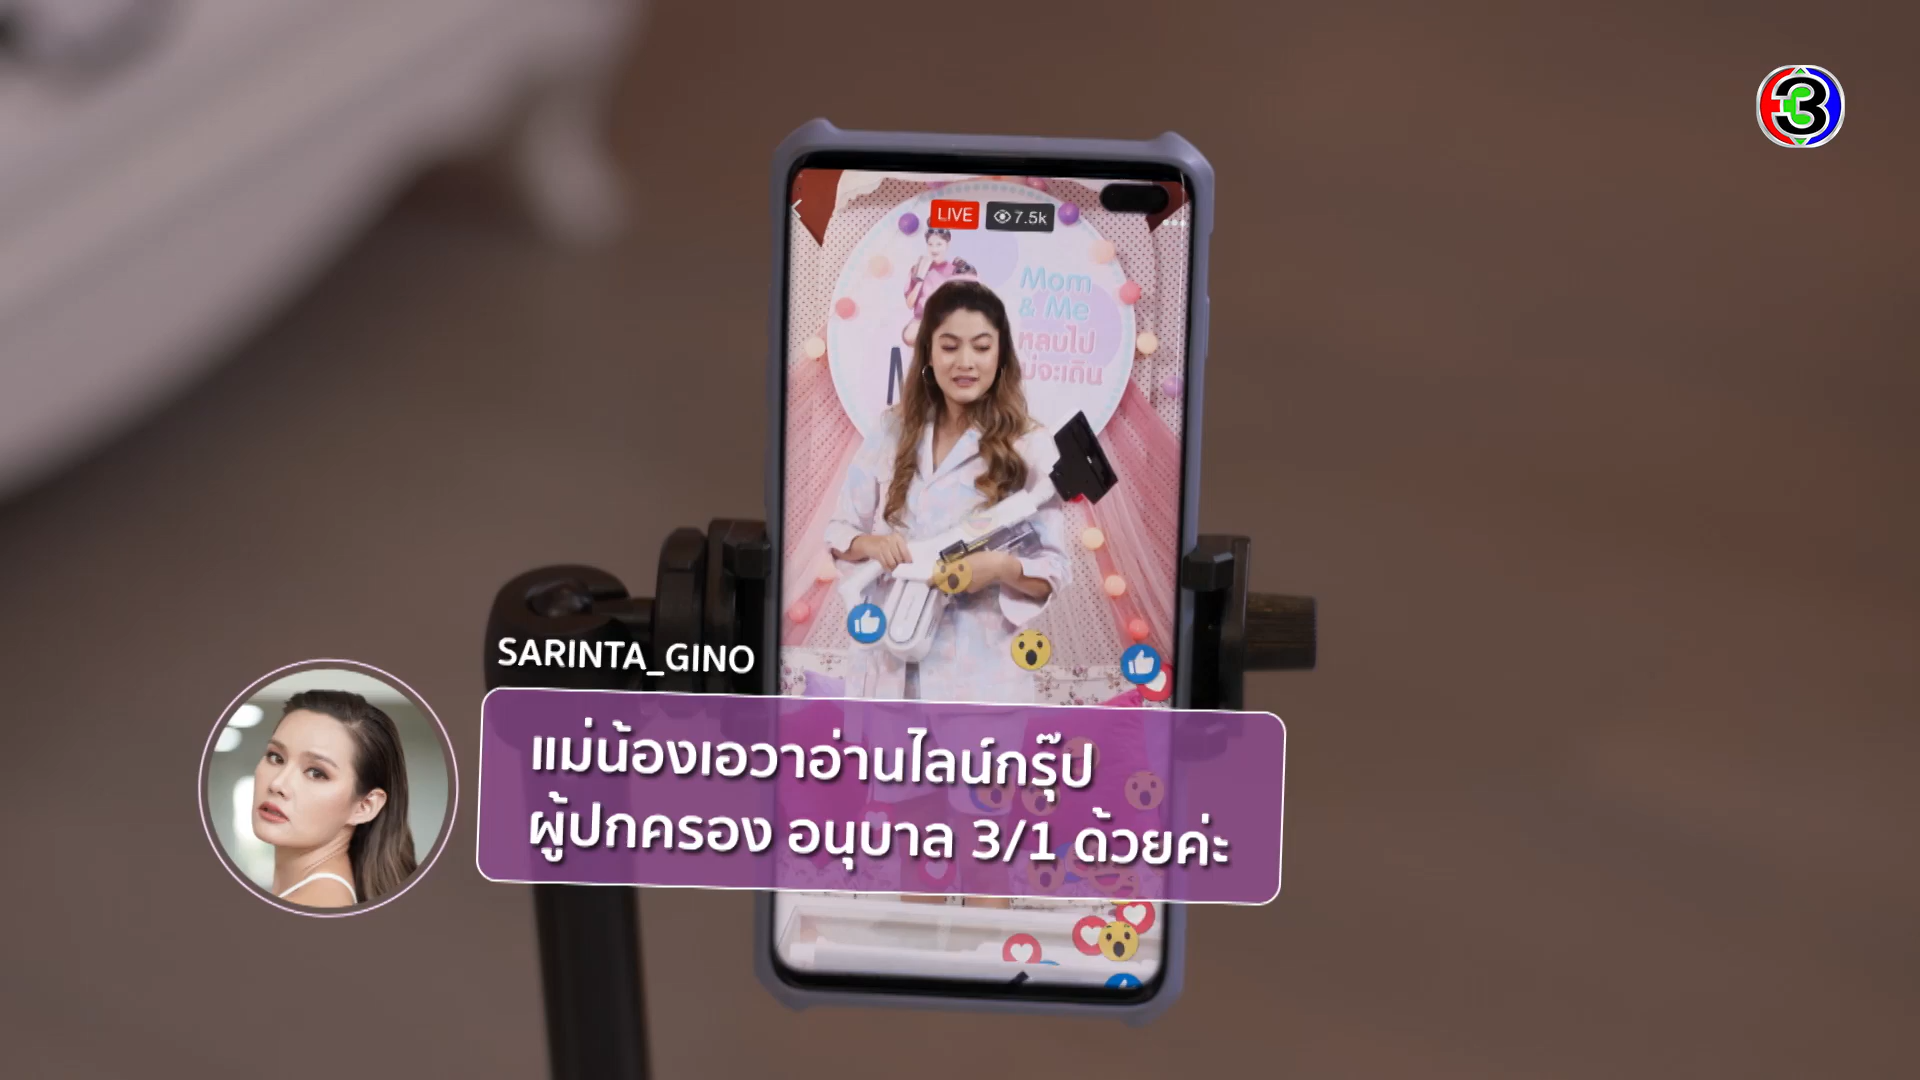 3
LIVE
7.5k
Mom
& Me
หลบไป
แม่จะเดิน
SARINTA_GINO
แม่น้องเอวาอ่านไลน์กรุ๊ป
ผู้ปกครอง อนุบาล 3/1 ด้วยค่ะ